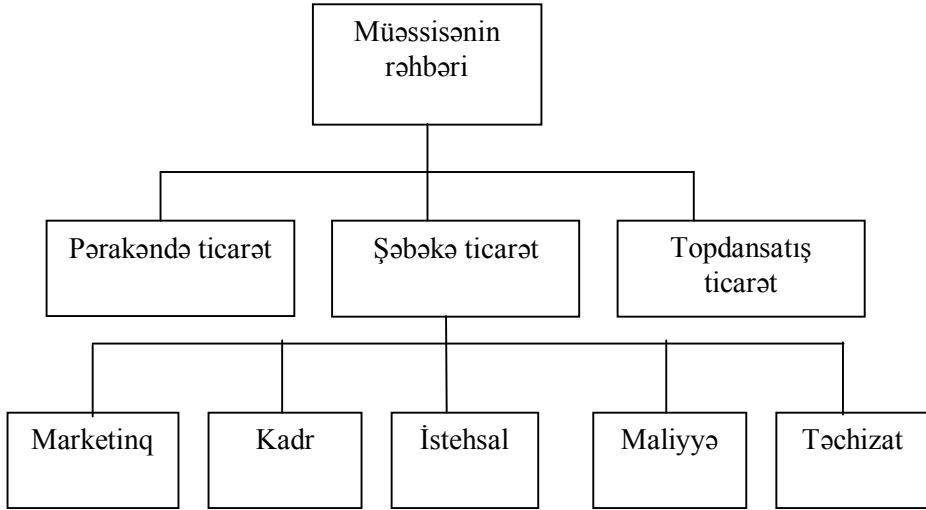 Müəssisənin
rəhbəri
Pərakəndə ticarət
Şəbəkə ticarət
Topdansatış
ticarət
Marketinq
Kadr
İstehsal
Maliyyə
Təchizat